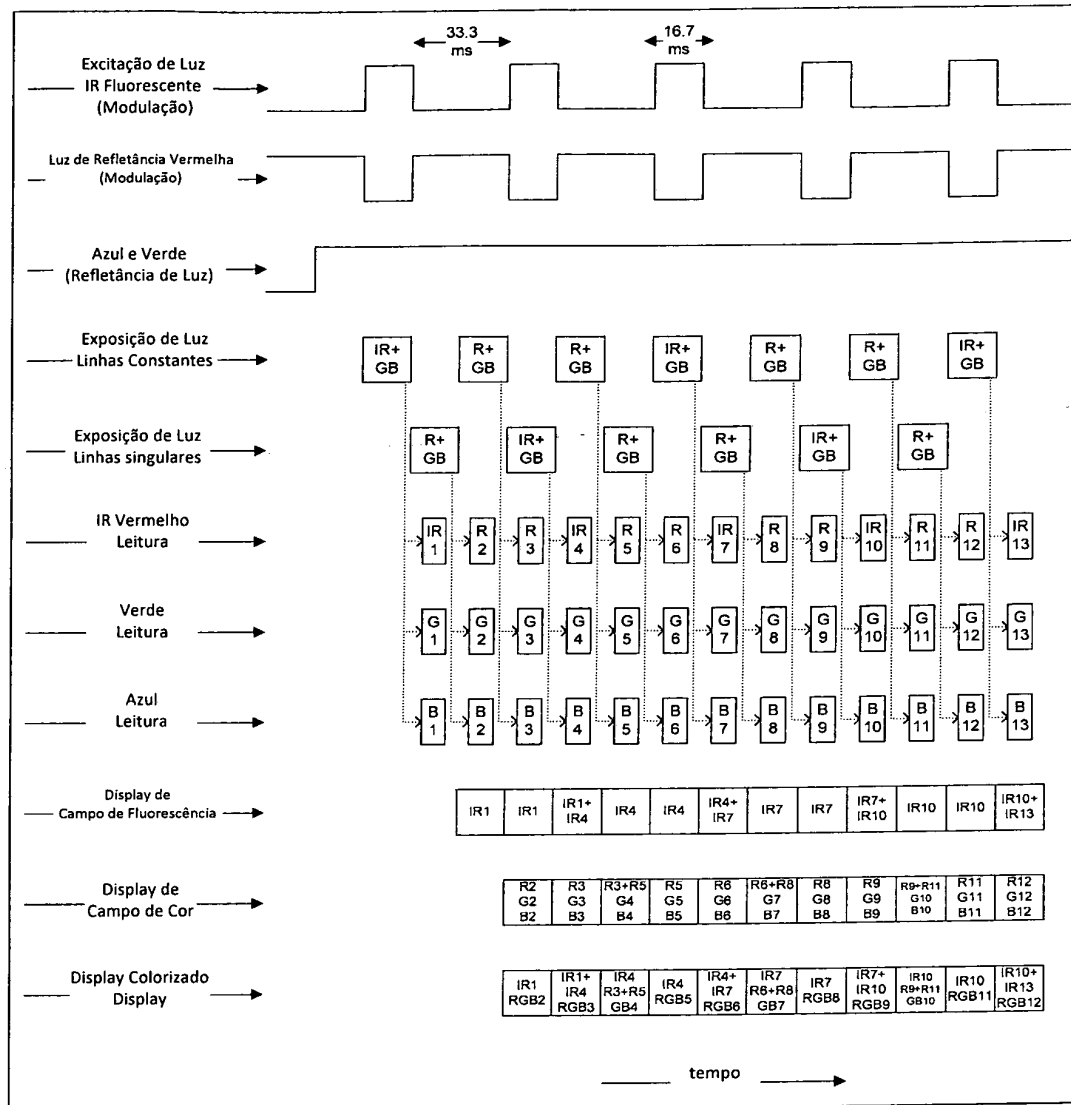 33.3
ms
16.7
ms
Excitação de Luz
IR Fluorescente
(Modulação)
Luz de Refletância Vermelha
(Modulação)
Azul e Verde
(Refletância de Luz)
Exposição de Luz
Linhas Constantes
IR+ R+ R+ IR+ R+ R+ IR+
GB GB GB GB GB GB GB
Exposição de Luz
Linhas singulares
R+ IR+ R+ R+ IR+ R+
GB GB GB GB GB GB
IR Vermelho
Leitura
IR R R IR R R IR R R IR R R IR
1 2 3 4 5 6 7 8 9 10 11 12 13
Verde
Leitura
G G G G G G G G G G G G G
1 2 3 4 5 6 7 8 9 10 11 12 13
Azul
Leitura
B B B B B B B B B B B B B
1 2 3 4 5 6 7 8 9 10 11 12 13
Display de
Campo de Fluorescência
IR1 IR1 IR1+ IR4 IR4 IR4+ IR7 IR7 IR7+ IR10 IR10 IR10+
IR4 IR7 IR10 IR13
Display de
Campo de Cor
R2 R3 R3+R5 R5 R6 R6+R8 R8 R9 R9+R11 R11 R12
G2 G3 G4 G5 G6 G7 G8 G9 G10 G11 G12
B2 B3 B4 B5 B6 B7 B8 B9 B10 B11 B12
Display Colorizado
Display
IR1 IR1+ IR4 IR4 IR4+ IR7 IR7 IR7+ IR10 IR10 IR10+
RGB2 IR4 R3+R5 RGB5 IR7 R6+R8 RGB8 IR10 R9+R11 RGB11 IR13
RGB3 GB4 RGB6 GB7 RGB9 GB10 RGB12
tempo